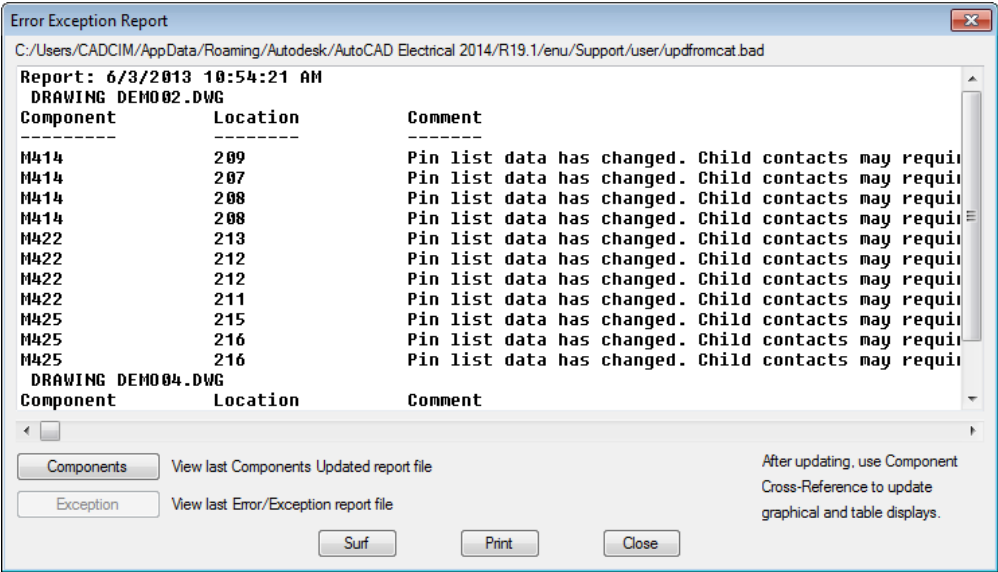 Error Exception Report
C:/Users/CADCIM/AppData/Roaming/Autodesk/AutoCAD Electrical 2014/R19.1/enu/Support/user/updfromcat.bad
Report: 6/3/2013 10:54:21 AM
DRAWING DEMO02.DWG
Component Location Comment
--------- -------- -------
M414 209 Pin list data has changed. Child contacts may requi
M414 207 Pin list data has changed. Child contacts may requi
M414 208 Pin list data has changed. Child contacts may requi
M414 208 Pin list data has changed. Child contacts may requi
M422 213 Pin list data has changed. Child contacts may requi
M422 212 Pin list data has changed. Child contacts may requi
M422 212 Pin list data has changed. Child contacts may requi
M422 211 Pin list data has changed. Child contacts may requi
M425 215 Pin list data has changed. Child contacts may requi
M425 216 Pin list data has changed. Child contacts may requi
M425 216 Pin list data has changed. Child contacts may requi
DRAWING DEMO04.DWG
Component Location Comment
Components View last Components Updated report file
Exception View last Error/Exception report file
After updating, use Component
Cross-Reference to update
graphical and table displays.
Surf Print Close